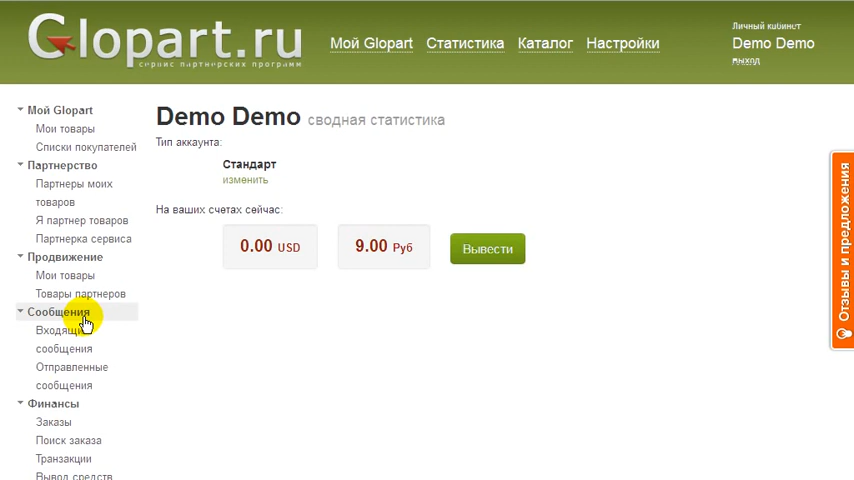 Glopart.ru
сервис партнерских программ
Мой Glopart
Статистика
Каталог
Настройки
Личный кабинет
Demo Demo
выход
Мой Glopart
Мои товары
Списки покупателей
Партнерство
Партнеры моих
товаров
Я партнер товаров
Партнерка сервиса
Продвижение
Мои товары
Товары партнеров
Сообщения
Входящие
сообщения
Отправленные
сообщения
Финансы
Заказы
Поиск заказа
Транзакции
Вывод средств
Demo Demo сводная статистика
Тип аккаунта:
Стандарт
изменить
На ваших счетах сейчас:
0.00 USD
9.00 Руб
Вывести
Отзывы и предложения